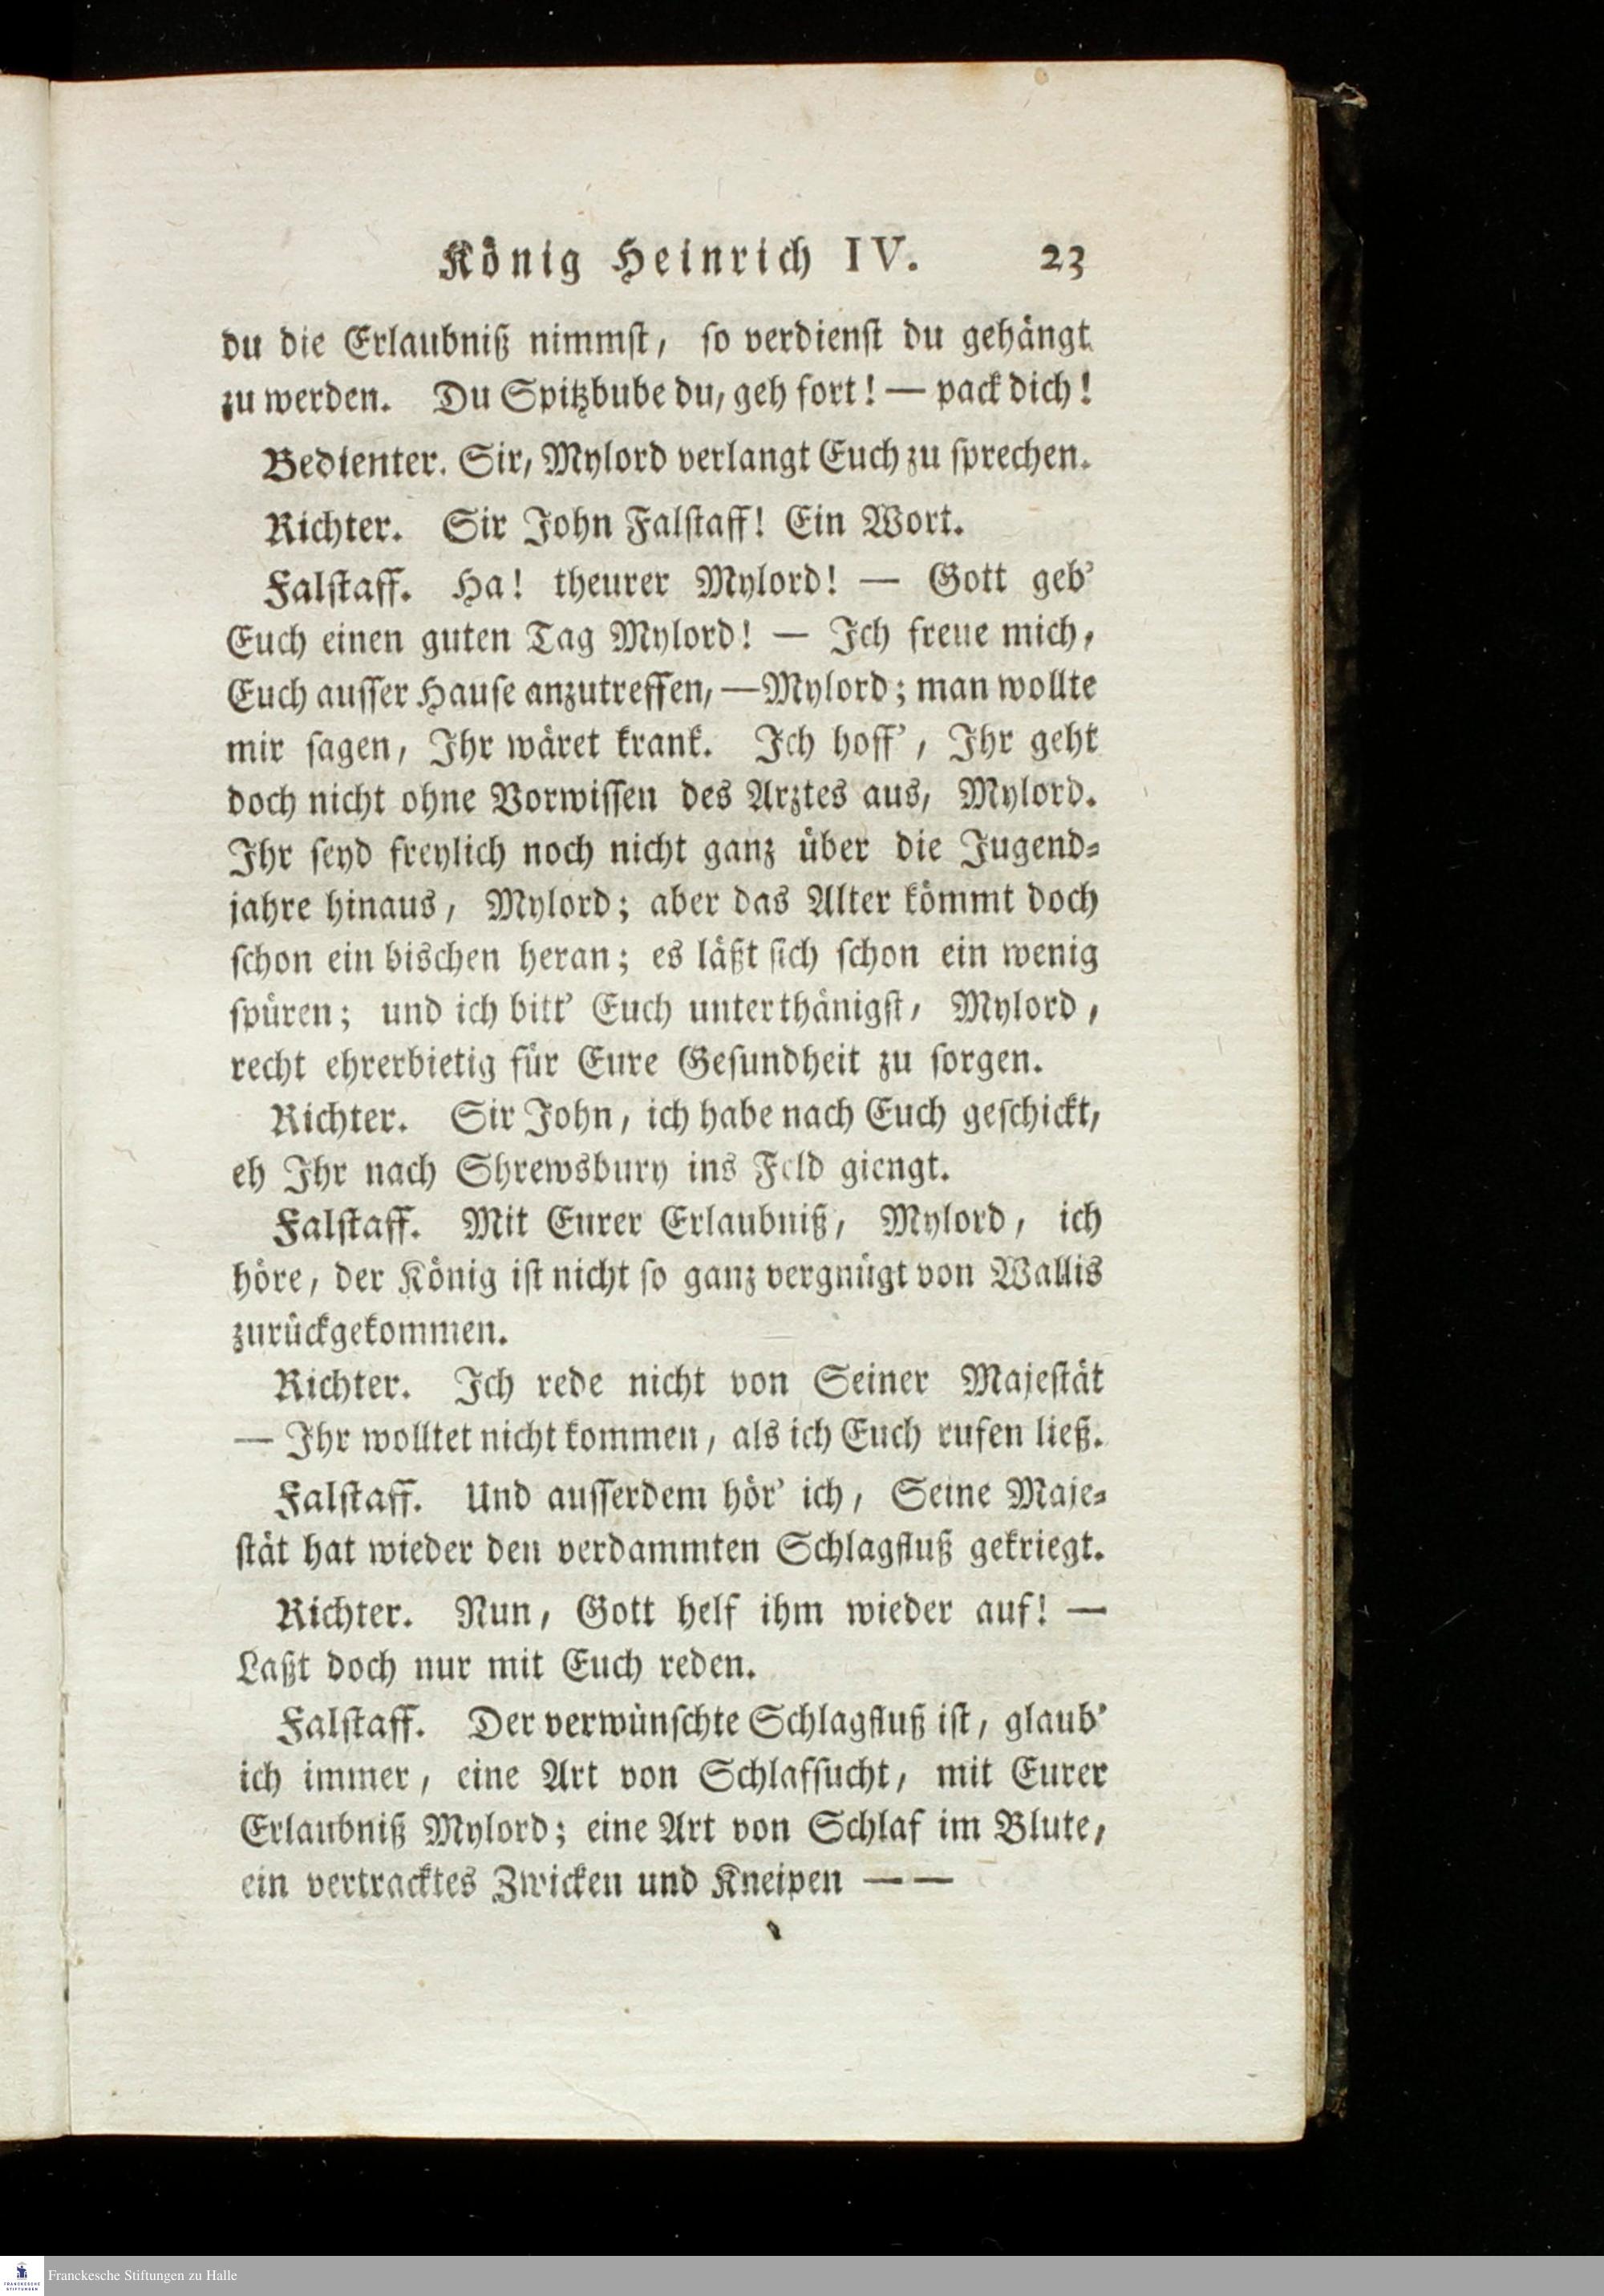 König Heinrich IV. 23
du die Erlaubniß nimmst, so verdienst du gehängt
zu werden. Du Spitzbube du, geh fort! — pack dich!
Bedienter. Sir, Mylord verlangt Euch zu sprechen.
Richter. Sir John Falstaff! Ein Wort.
Falstaff. Ha! theurer Mylord! — Gott geb'
Euch einen guten Tag Mylord! — Ich freue mich,
Euch ausser Hause anzutreffen, — Mylord; man wollte
mir sagen, Ihr wäret krank. Ich hoff', Ihr geht
doch nicht ohne Vorwissen des Arztes aus, Mylord.
Ihr seyd freylich noch nicht ganz über die Jugend-
jahre hinaus, Mylord; aber das Alter kömmt doch
schon ein bischen heran; es läßt sich schon ein wenig
spüren; und ich bitt' Euch unterthänigst, Mylord,
recht ehrerbietig für Eure Gesundheit zu sorgen.
Richter. Sir John, ich habe nach Euch geschickt,
eh Ihr nach Shrewsbury ins Feld giengt.
Falstaff. Mit Eurer Erlaubniß, Mylord, ich
höre, der König ist nicht so ganz vergnügt von Wallis
zurückgekommen.
Richter. Ich rede nicht von Seiner Majestät
— Ihr wolltet nicht kommen, als ich Euch rufen ließ.
Falstaff. Und ausserdem hör' ich, Seine Maje-
stät hat wieder den verdammten Schlagfluß gekriegt.
Richter. Nun, Gott helf ihm wieder auf! —
Laßt doch nur mit Euch reden.
Falstaff. Der verwünschte Schlagfluß ist, glaub'
ich immer, eine Art von Schlafsucht, mit Eurer
Erlaubniß Mylord; eine Art von Schlaf im Blute,
ein vertracktes Zwicken und Kneipen — —
FRANCKESCHE
STIFTUNGEN
Franckesche Stiftungen zu Halle